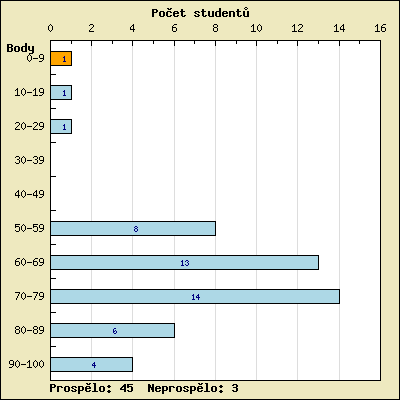 Počet studentů
0 2 4 6 8 10 12 14 16
Body
0-9 1
10-19 1
20-29 1
30-39
40-49
50-59 8
60-69 13
70-79 14
80-89 6
90-100 4
Prospělo: 45 Neprospělo: 3